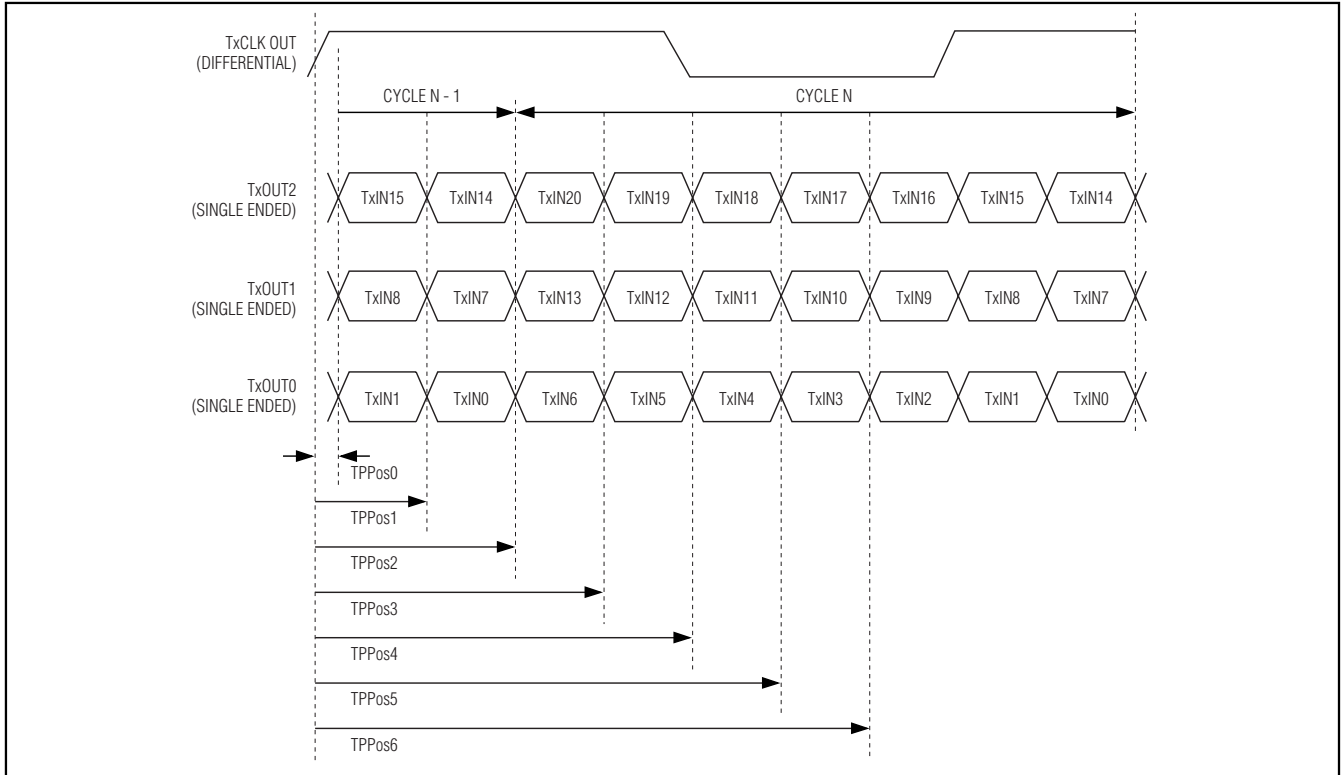 TxCLK OUT
(DIFFERENTIAL)
CYCLE N - 1
CYCLE N
TxOUT2
(SINGLE ENDED)
TxIN15 TxIN14 TxIN20 TxIN19 TxIN18 TxIN17 TxIN16 TxIN15 TxIN14
TxOUT1
(SINGLE ENDED)
TxIN8 TxIN7 TxIN13 TxIN12 TxIN11 TxIN10 TxIN9 TxIN8 TxIN7
TxOUT0
(SINGLE ENDED)
TxIN1 TxIN0 TxIN6 TxIN5 TxIN4 TxIN3 TxIN2 TxIN1 TxIN0
TPPos0
TPPos1
TPPos2
TPPos3
TPPos4
TPPos5
TPPos6